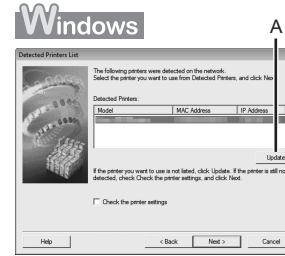 Windows
A
Detected Printers List
The following printers were detected on the network.
Select the printer you want to use from Detected Printers, and click Nex
Detected Printers:
Model MAC Address IP Address
Update
If the printer you want to use is not listed, click Update. If the printer is still no
detected, check Check the printer settings, and click Next.
Check the printer settings
Help < Back Next > Cancel